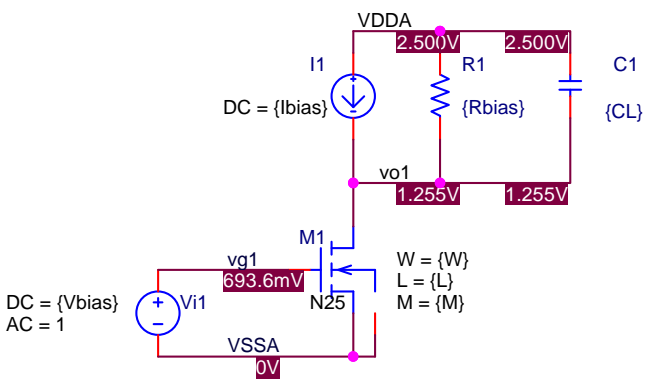 VDDA
2.500V
2.500V
I1
R1
C1
DC = {Ibias}
{Rbias}
{CL}
vo1
1.255V
1.255V
M1
vg1
693.6mV
N25
W = {W}
L = {L}
M = {M}
DC = {Vbias}
AC = 1
Vi1
VSSA
0V